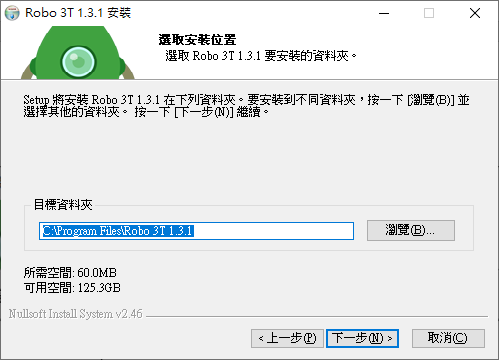 Robo 3T 1.3.1 安裝
選取安裝位置
選取 Robo 3T 1.3.1 要安裝的資料夾。
Setup 將安裝 Robo 3T 1.3.1 在下列資料夾。要安裝到不同資料夾，按一下 [瀏覽(B)] 並
選擇其他的資料夾。 按一下 [下一步(N)] 繼續。
目標資料夾
C:\Program Files\Robo 3T 1.3.1
瀏覽(B)...
所需空間: 60.0MB
可用空間: 125.3GB
Nullsoft Install System v2.46
< 上一步(P)
下一步(N) >
取消(C)